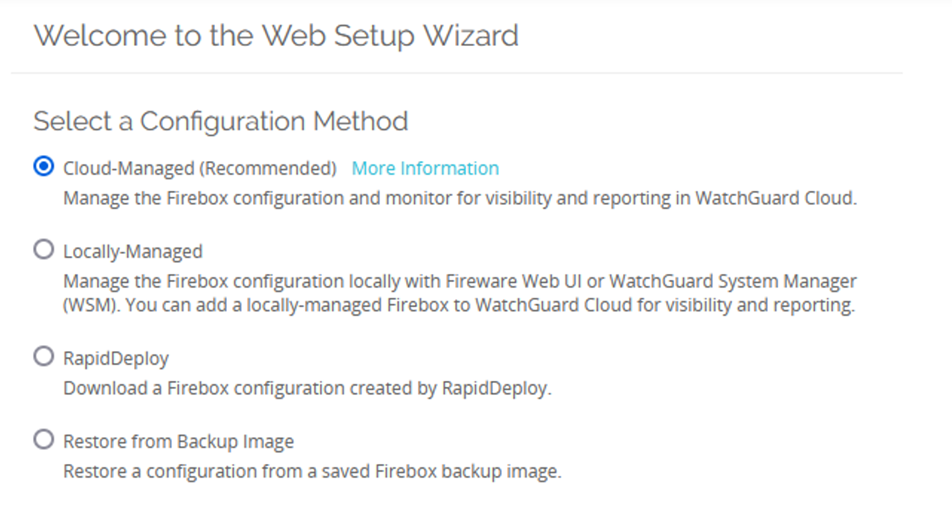 Welcome to the Web Setup Wizard
Select a Configuration Method
Cloud-Managed (Recommended) More Information
Manage the Firebox configuration and monitor for visibility and reporting in WatchGuard Cloud.
Locally-Managed
Manage the Firebox configuration locally with Fireware Web UI or WatchGuard System Manager
(WSM). You can add a locally-managed Firebox to WatchGuard Cloud for visibility and reporting.
RapidDeploy
Download a Firebox configuration created by RapidDeploy.
Restore from Backup Image
Restore a configuration from a saved Firebox backup image.